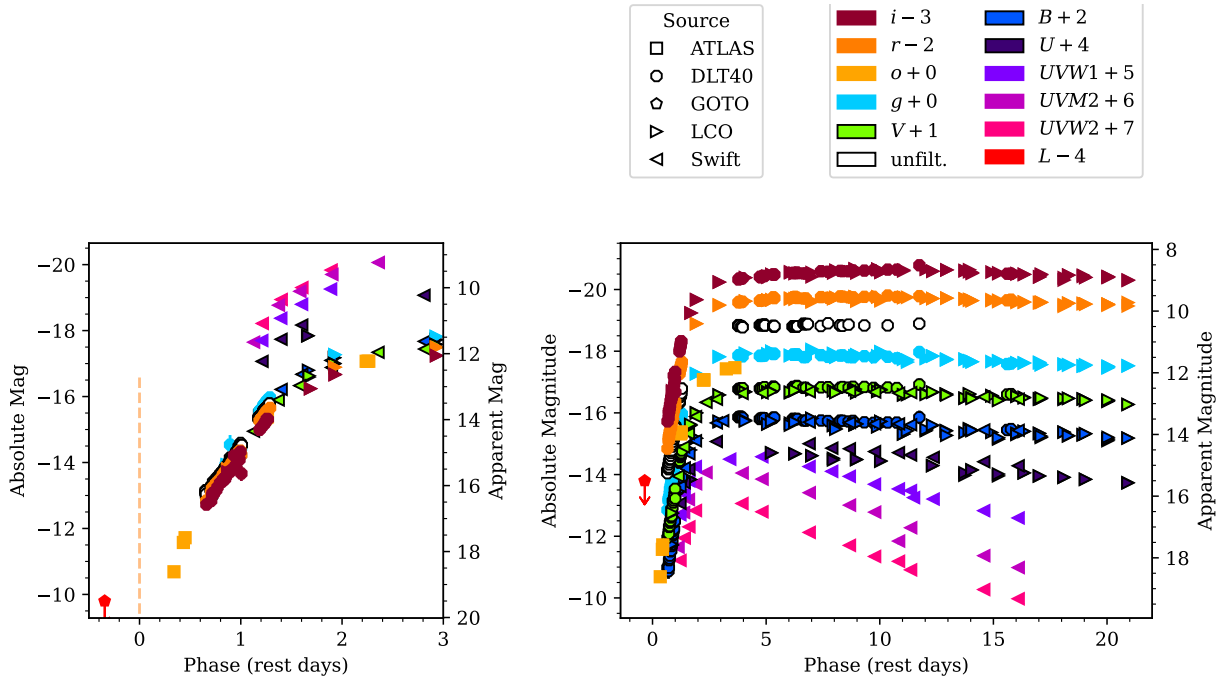 Source
ATLAS
DLT40
GOTO
LCO
Swift
i − 3
r − 2
o + 0
g + 0
V + 1
unfilt.
B + 2
U + 4
UVW1 + 5
UVM2 + 6
UVW2 + 7
L − 4
Absolute Mag
−20
−18
−16
−14
−12
−10
0
1
2
3
Phase (rest days)
10
12
14
16
18
20
Apparent Mag
Absolute Magnitude
−20
−18
−16
−14
−12
−10
0
5
10
15
20
Phase (rest days)
8
10
12
14
16
18
Apparent Magnitude